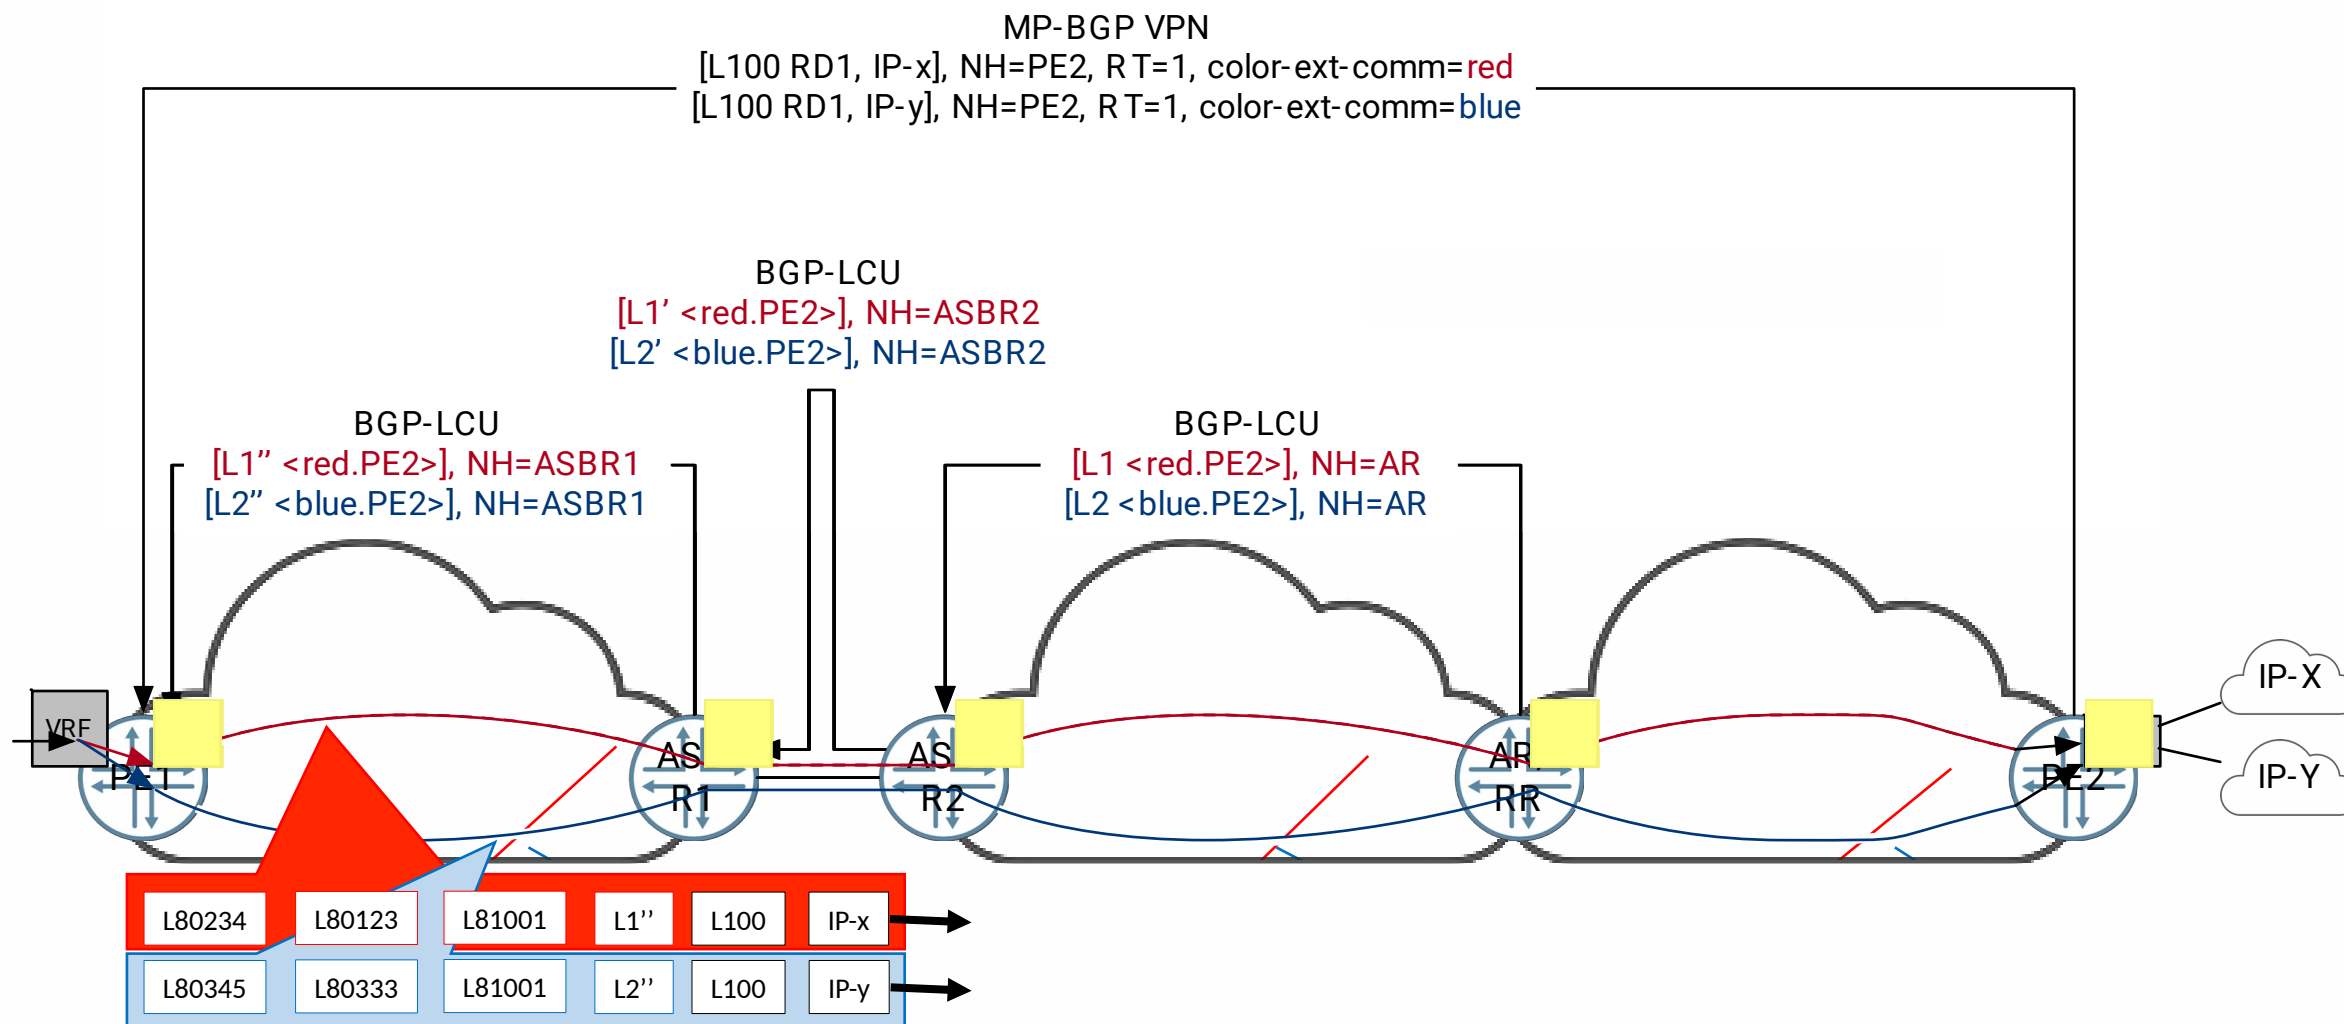 MP-BGP VPN
[L100 RD1, IP-x], NH=PE2, RT=1, color-ext-comm=red
[L100 RD1, IP-y], NH=PE2, RT=1, color-ext-comm=blue
BGP-LCU
[L1’ <red.PE2>], NH=ASBR2
[L2’ <blue.PE2>], NH=ASBR2
BGP-LCU
[L1’’ <red.PE2>], NH=ASBR1
[L2’’ <blue.PE2>], NH=ASBR1
BGP-LCU
[L1 <red.PE2>], NH=AR
[L2 <blue.PE2>], NH=AR
VRF
PE1
AS
R1
AS
R2
AR
RR
PE2
IP-X
IP-Y
L80234 L80123 L81001 L1’’ L100 IP-x
L80345 L80333 L81001 L2’’ L100 IP-y